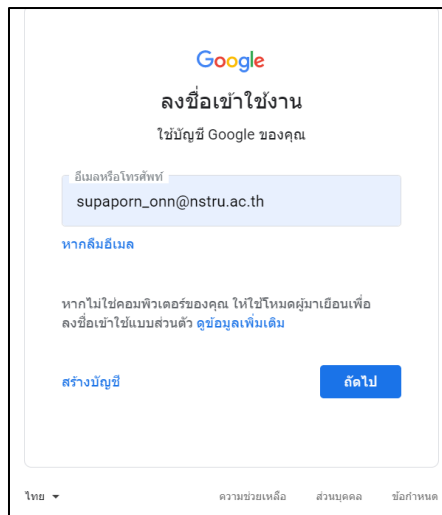 Google
ลงชื่อเข้าใช้งาน
ใช้บัญชี Google ของคุณ
อีเมลหรือโทรศัพท์
supaporn_onn@nstru.ac.th
หากลืมอีเมล
หากไม่ใช่คอมพิวเตอร์ของคุณ ให้ใช้โหมดผู้มาเยือนเพื่อ
ลงชื่อเข้าใช้แบบส่วนตัว ดูข้อมูลเพิ่มเติม
สร้างบัญชี ถัดไป
ไทย ความช่วยเหลือ ส่วนบุคคล ข้อกำหนด